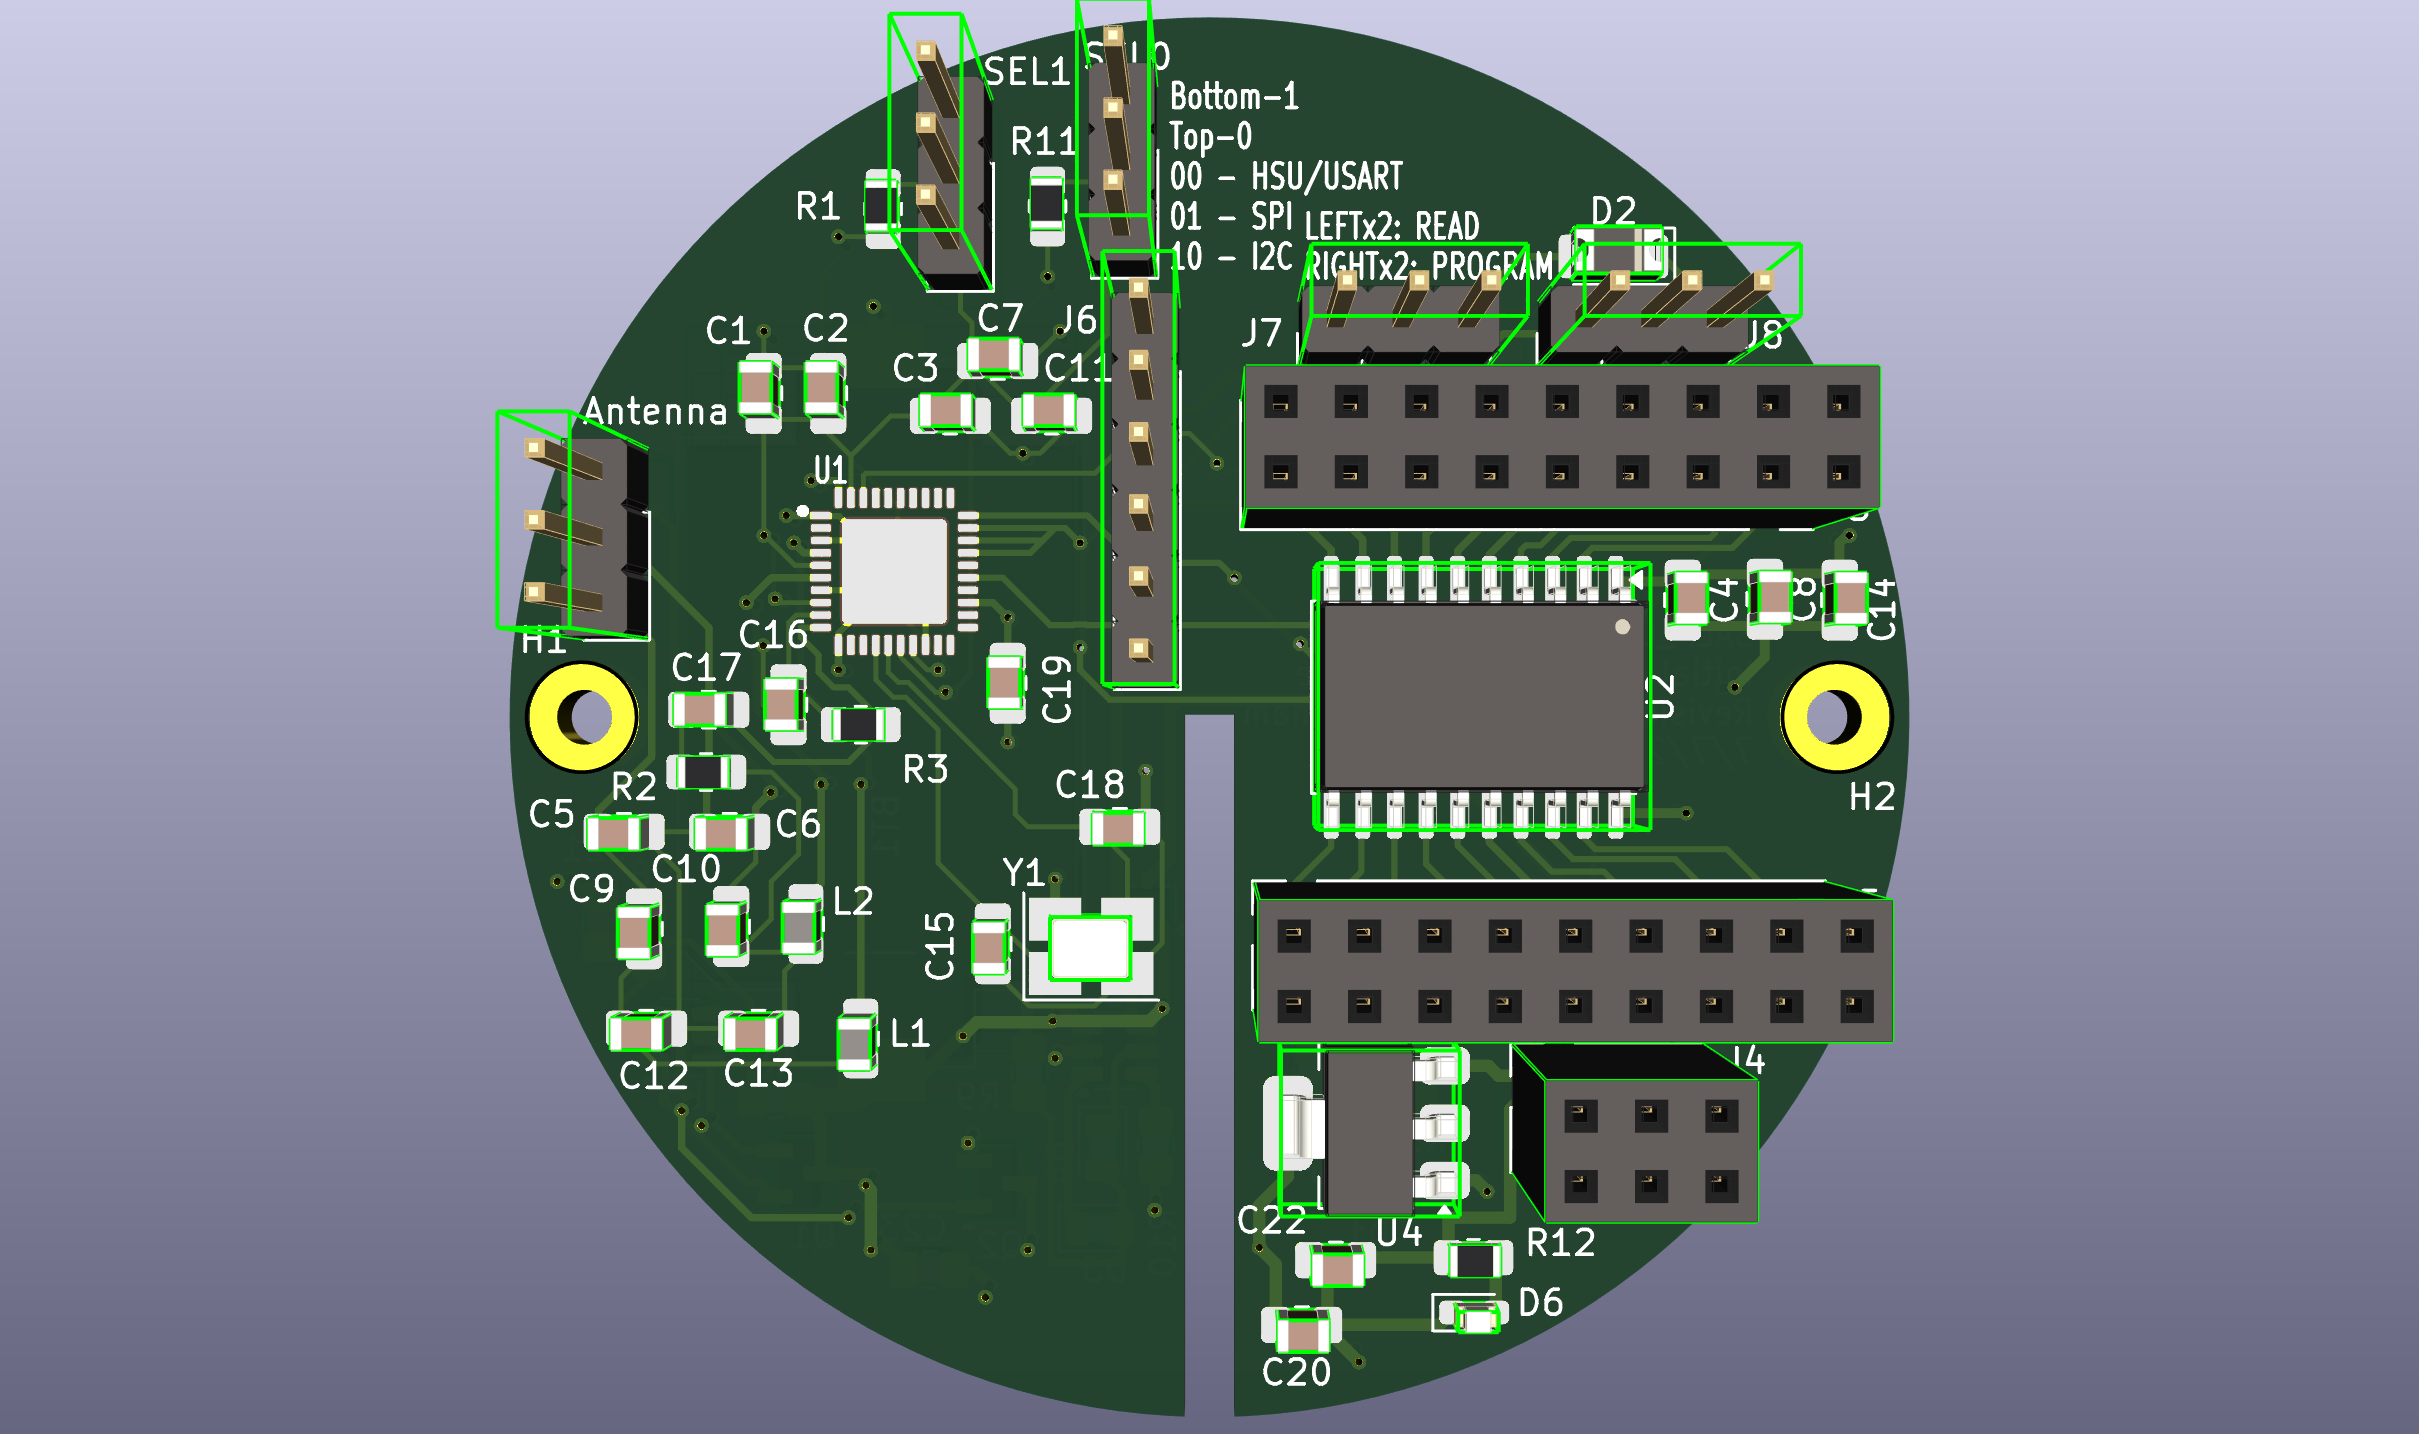 SEL1
SEL0
Bottom-1
Top-0
00 - HSU/USART
01 - SPI
10 - I2C
LEFTx2: READ
RIGHTx2: PROGRAM
R11
R1
D2
C1
C2
C7
J6
J7
J8
C3
C11
Antenna
U1
C4
C8
C14
H1
C16
C17
C19
U2
R3
R2
C5
C6
C18
H2
C10
C9
L2
Y1
C15
L1
C12
C13
J4
C22
U4
R12
D6
C20